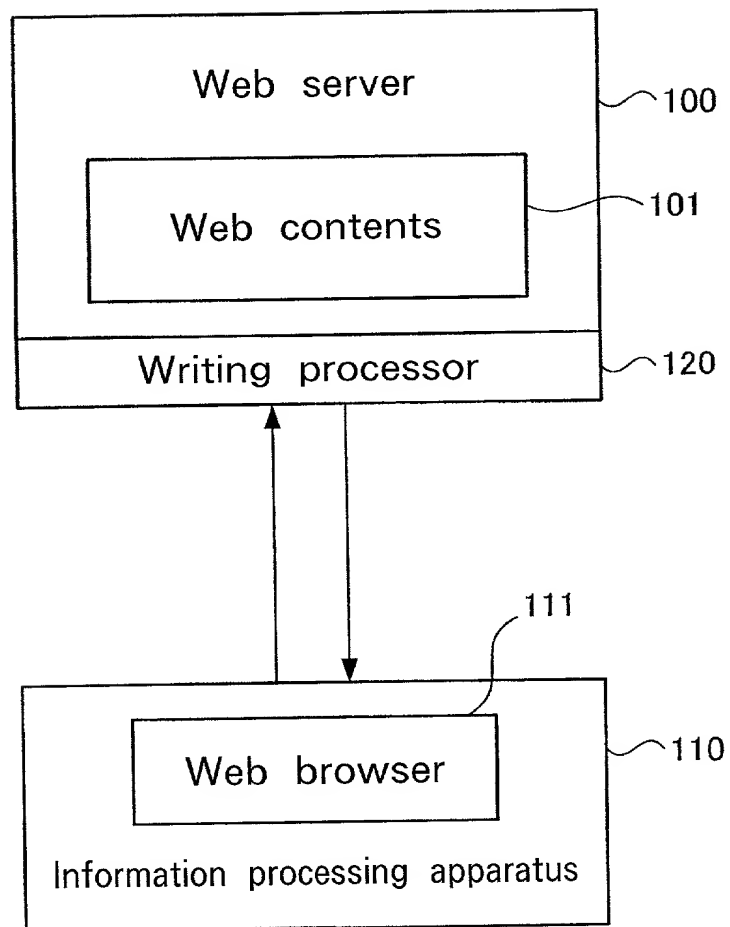 Web server
100
Web contents
101
Writing processor
120
111
Web browser
110
Information processing apparatus